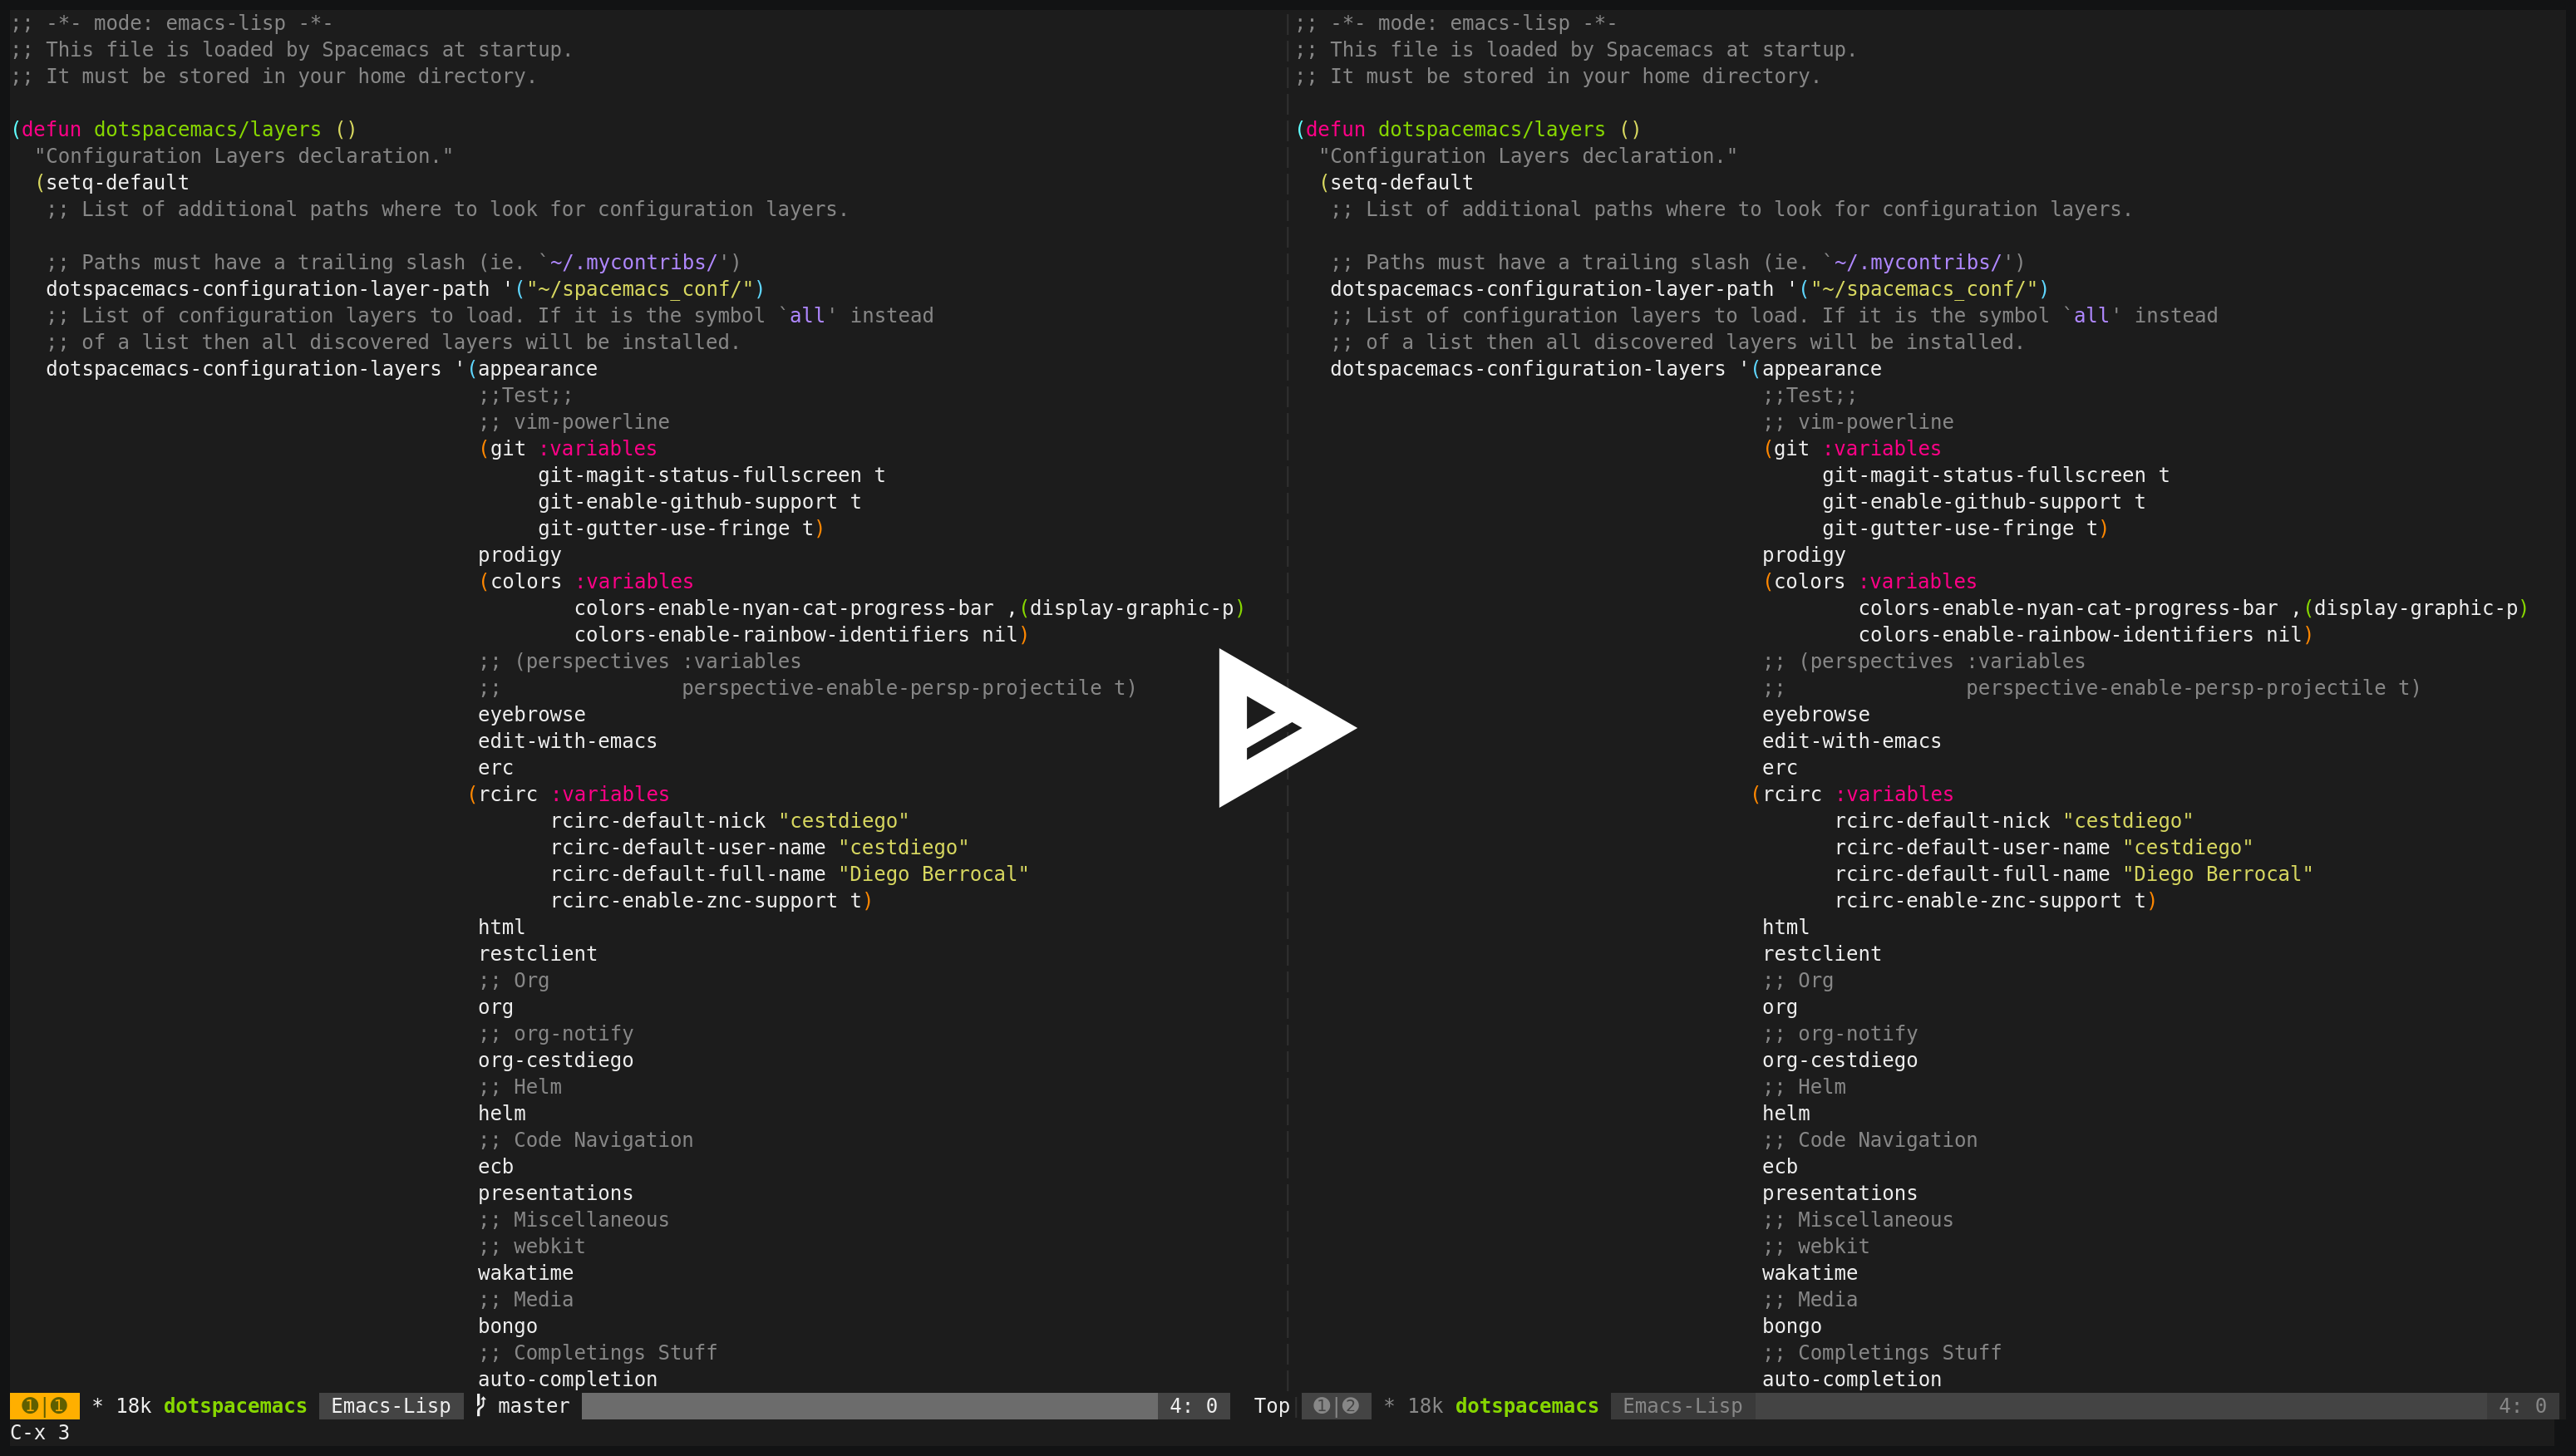 ;; -*- mode: emacs-lisp -*-
;; This file is loaded by Spacemacs at startup.
;; It must be stored in your home directory.

(defun dotspacemacs/layers ()
  "Configuration Layers declaration."
  (setq-default
   ;; List of additional paths where to look for configuration layers.

   ;; Paths must have a trailing slash (ie. `~/.mycontribs/')
   dotspacemacs-configuration-layer-path '("~/spacemacs_conf/")
   ;; List of configuration layers to load. If it is the symbol `all' instead
   ;; of a list then all discovered layers will be installed.
   dotspacemacs-configuration-layers '(appearance
                                       ;;Test;;
                                       ;; vim-powerline
                                       (git :variables
                                            git-magit-status-fullscreen t
                                            git-enable-github-support t
                                            git-gutter-use-fringe t)
                                       prodigy
                                       (colors :variables
                                               colors-enable-nyan-cat-progress-bar ,(display-graphic-p)
                                               colors-enable-rainbow-identifiers nil)
                                       ;; (perspectives :variables
                                       ;;               perspective-enable-persp-projectile t)
                                       eyebrowse
                                       edit-with-emacs
                                       erc
                                      (rcirc :variables
                                             rcirc-default-nick "cestdiego"
                                             rcirc-default-user-name "cestdiego"
                                             rcirc-default-full-name "Diego Berrocal"
                                             rcirc-enable-znc-support t)
                                       html
                                       restclient
                                       ;; Org
                                       org
                                       ;; org-notify
                                       org-cestdiego
                                       ;; Helm
                                       helm
                                       ;; Code Navigation
                                       ecb
                                       presentations
                                       ;; Miscellaneous
                                       ;; webkit
                                       wakatime
                                       ;; Media
                                       bongo
                                       ;; Completings Stuff
                                       auto-completion
➊|➊ * 18k dotspacemacs Emacs-Lisp master 4: 0 Top
;; -*- mode: emacs-lisp -*-
;; This file is loaded by Spacemacs at startup.
;; It must be stored in your home directory.

(defun dotspacemacs/layers ()
  "Configuration Layers declaration."
  (setq-default
   ;; List of additional paths where to look for configuration layers.

   ;; Paths must have a trailing slash (ie. `~/.mycontribs/')
   dotspacemacs-configuration-layer-path '("~/spacemacs_conf/")
   ;; List of configuration layers to load. If it is the symbol `all' instead
   ;; of a list then all discovered layers will be installed.
   dotspacemacs-configuration-layers '(appearance
                                       ;;Test;;
                                       ;; vim-powerline
                                       (git :variables
                                            git-magit-status-fullscreen t
                                            git-enable-github-support t
                                            git-gutter-use-fringe t)
                                       prodigy
                                       (colors :variables
                                               colors-enable-nyan-cat-progress-bar ,(display-graphic-p)
                                               colors-enable-rainbow-identifiers nil)
                                       ;; (perspectives :variables
                                       ;;               perspective-enable-persp-projectile t)
                                       eyebrowse
                                       edit-with-emacs
                                       erc
                                      (rcirc :variables
                                             rcirc-default-nick "cestdiego"
                                             rcirc-default-user-name "cestdiego"
                                             rcirc-default-full-name "Diego Berrocal"
                                             rcirc-enable-znc-support t)
                                       html
                                       restclient
                                       ;; Org
                                       org
                                       ;; org-notify
                                       org-cestdiego
                                       ;; Helm
                                       helm
                                       ;; Code Navigation
                                       ecb
                                       presentations
                                       ;; Miscellaneous
                                       ;; webkit
                                       wakatime
                                       ;; Media
                                       bongo
                                       ;; Completings Stuff
                                       auto-completion
➊|➋ * 18k dotspacemacs Emacs-Lisp 4: 0
C-x 3